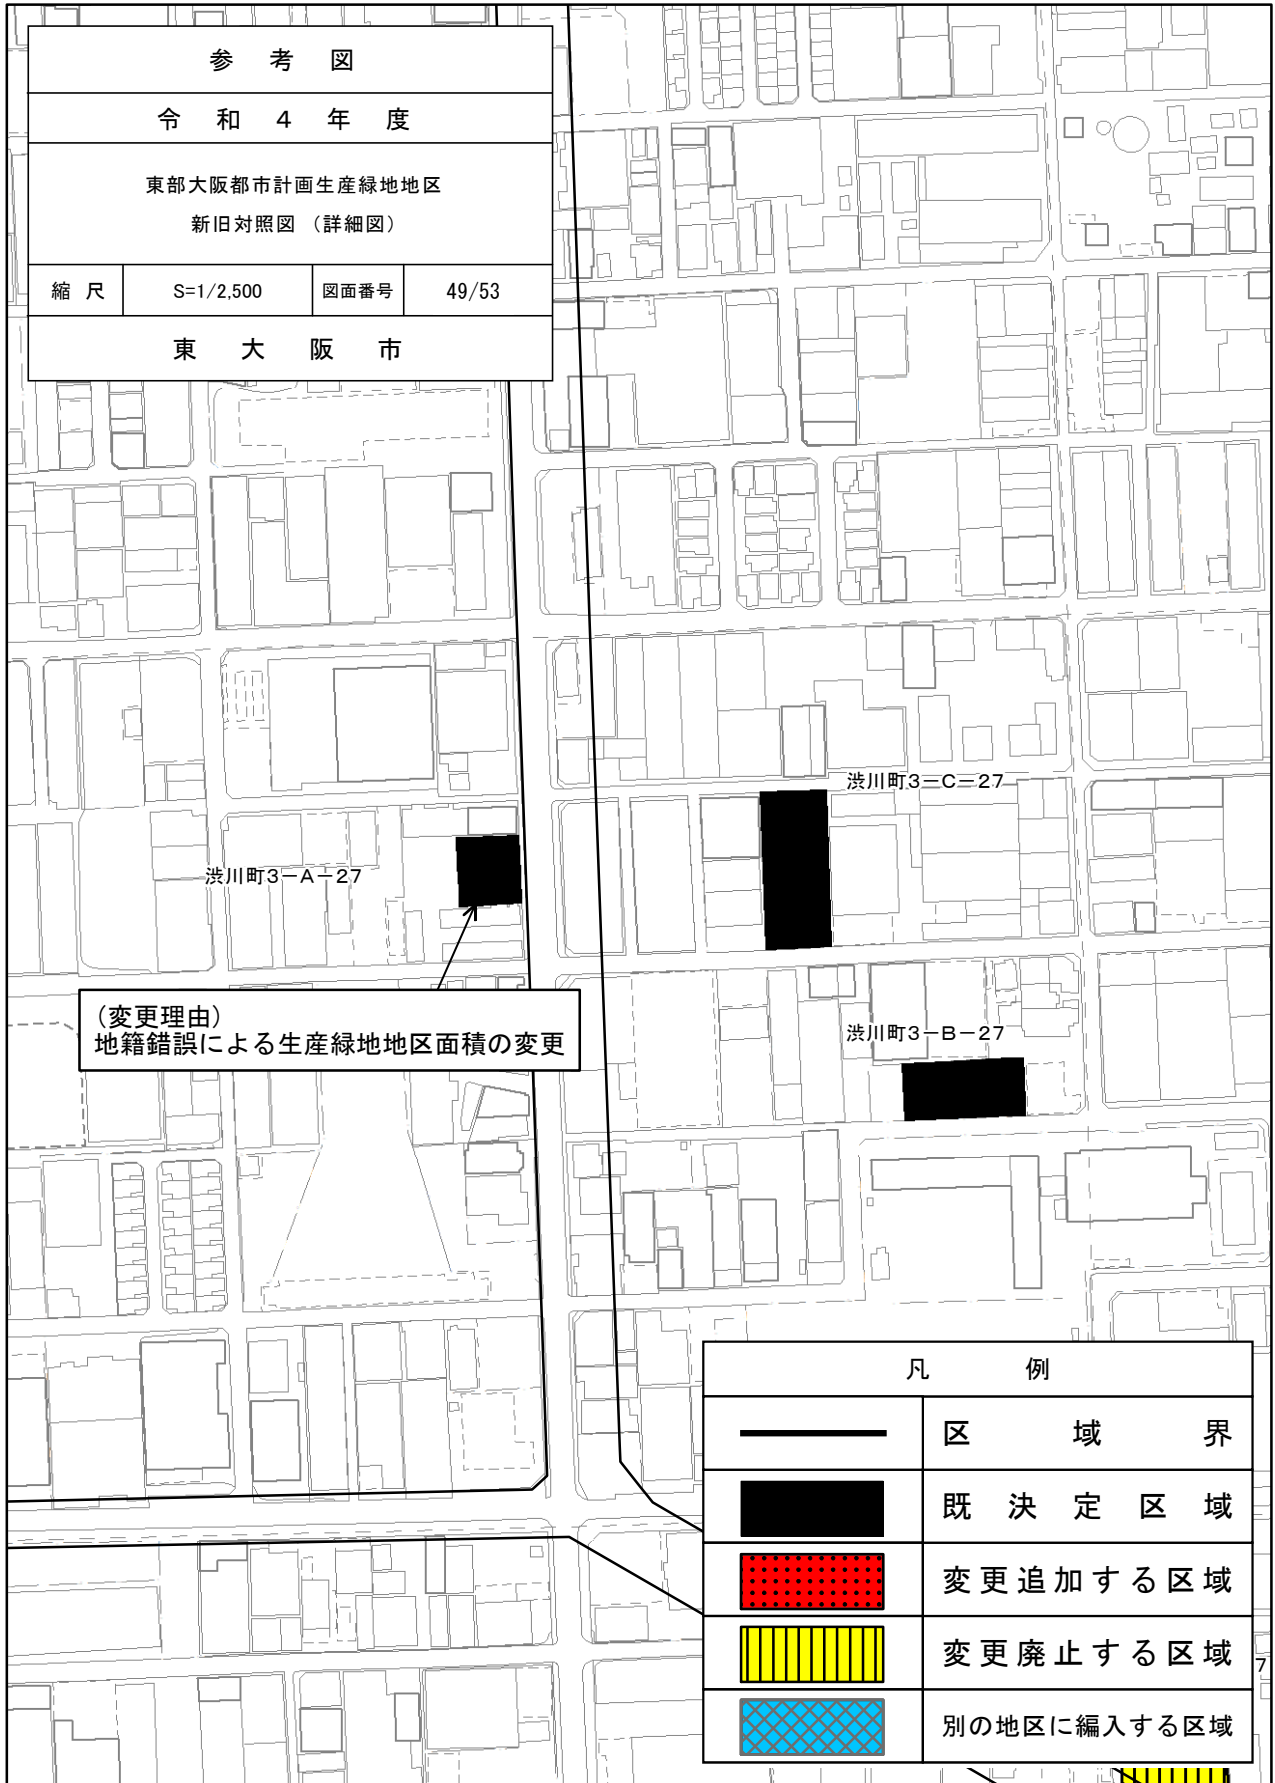 参考図
令和4年度
東部大阪都市計画生産緑地地区
新旧対照図 （詳細図）
縮尺 S=1/2,500 図面番号 49/53
東大阪市
渋川町3－C－27
渋川町3－A－27
（変更理由）
地籍錯誤による生産緑地地区面積の変更
渋川町3－B－27
凡例
区域界
既決定区域
変更追加する区域
変更廃止する区域
7
別の地区に編入する区域